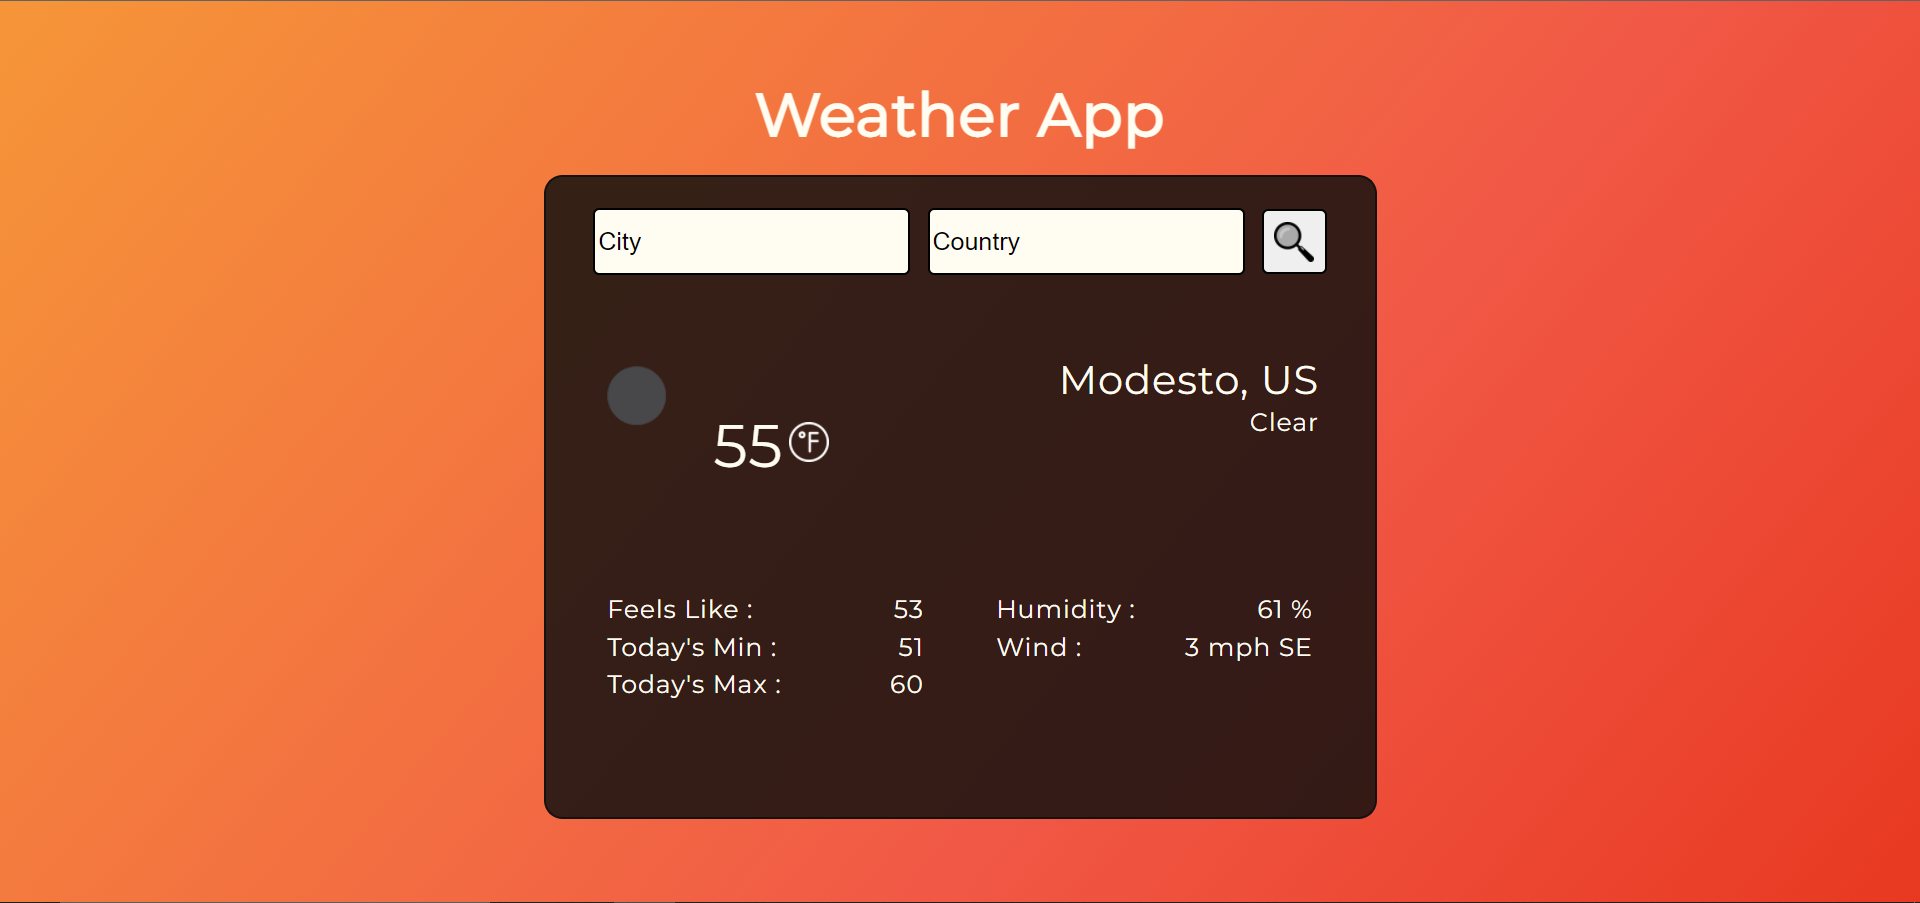 Weather App
City Country
Modesto, US
Clear
55 °F
Feels Like : 53 Humidity : 61 %
Today's Min : 51 Wind : 3 mph SE
Today's Max : 60